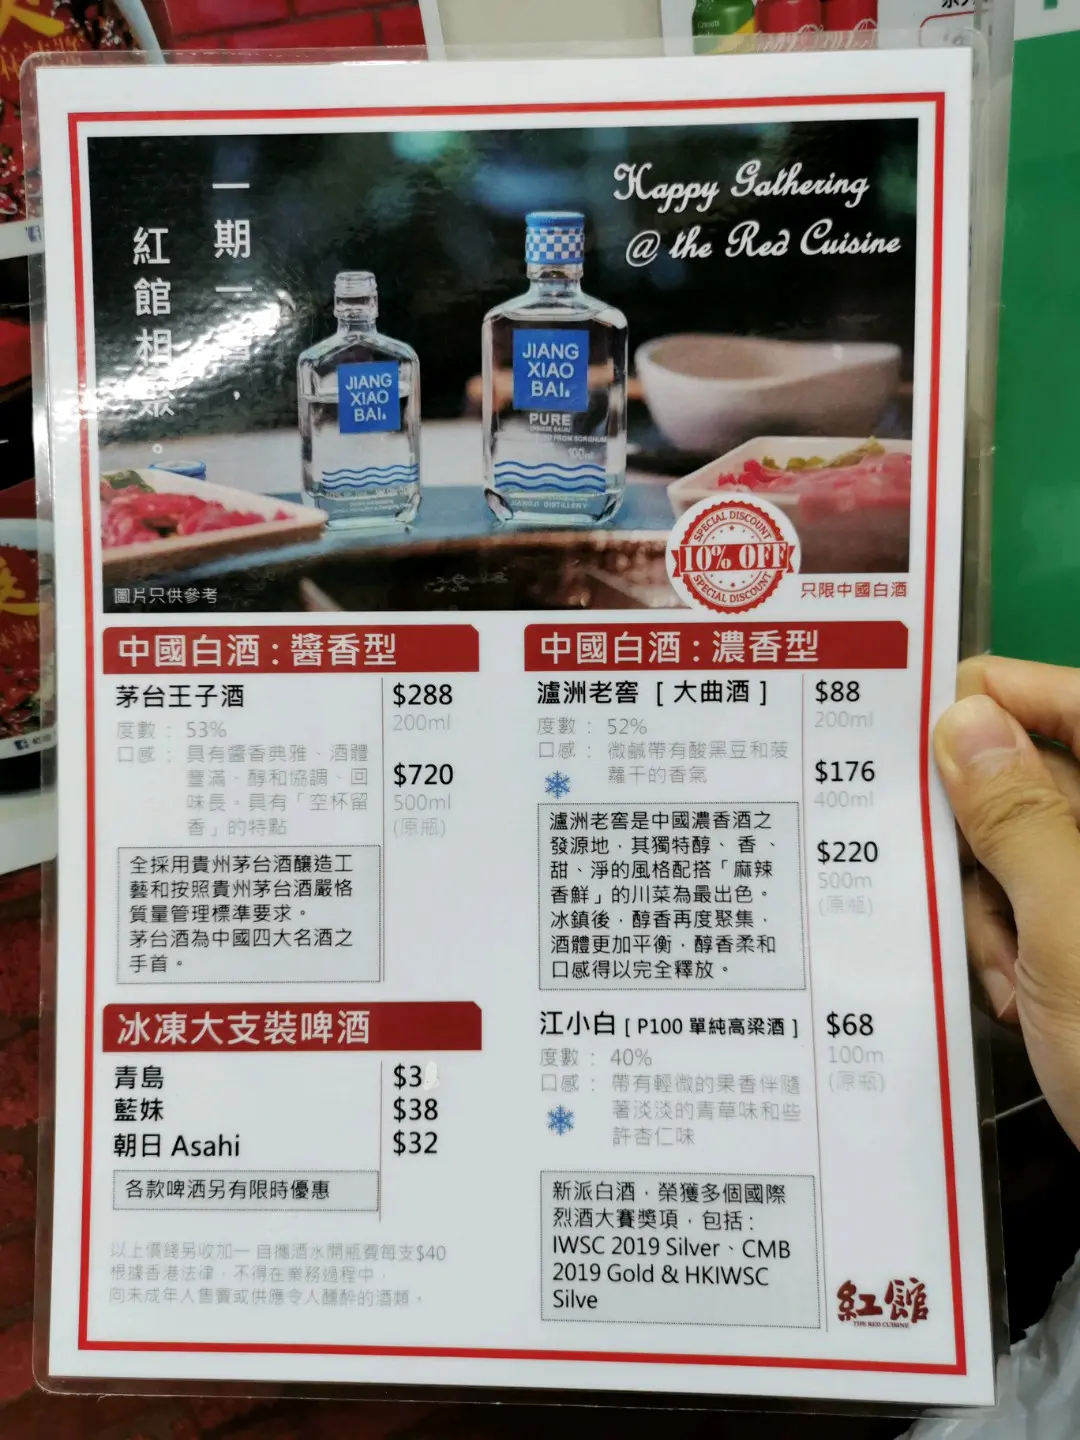 一期一會，
紅館相聚。
Happy Gathering
@ the Red Cuisine
JIANG
XIAO
BAI.
JIANG
XIAO
BAI.
PURE
FROM SORGHUM
100ml
JIANGJI DISTILLERY
SPECIAL DISCOUNT
10% OFF
SPECIAL DISCOUNT
圖片只供參考
只限中國白酒
中國白酒 : 醬香型
茅台王子酒 $288
度數 : 53% 200ml
口感 : 具有醬香典雅、酒體
豐滿、醇和協調、回 $720
味長。具有「空杯留 500ml
香」的特點 (原瓶)
全採用貴州茅台酒釀造工
藝和按照貴州茅台酒嚴恪
質量管理標準要求。
茅台酒為中國四大名酒之
手首。
冰凍大支裝啤酒
青島 $3
藍妹 $38
朝日 Asahi $32
各款啤酒另有限時優惠
以上價錢另收加一 自攜酒水開瓶費每支$40
根據香港法律，不得在業務過程中，
向未成年人售賣或供應令人醺醉的酒類。
中國白酒 : 濃香型
瀘洲老窖 [ 大曲酒 ] $88
度數 : 52% 200ml
口感 : 微鹹帶有酸黑豆和菠
蘿干的香氣 $176
400ml
瀘洲老窖是中國濃香酒之
發源地，其獨特醇、香、
甜、淨的風格配搭「麻辣
香鮮」的川菜為最出色。
冰鎮後，醇香再度聚集，
酒體更加平衡，醇香柔和
口感得以完全釋放。
$220
500m
(原瓶)
江小白 [ P100 單純高粱酒 ] $68
度數 : 40% 100m
口感 : 帶有輕微的果香伴隨 (原瓶)
著淡淡的青草味和些
許杏仁味
新派白酒，榮獲多個國際
烈酒大賽獎項，包括 :
IWSC 2019 Silver、CMB
2019 Gold & HKIWSC
Silve
紅館
THE RED CUISINE